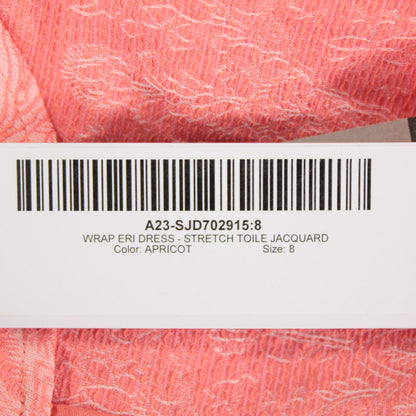 A23-SJD702915:8
WRAP ERI DRESS - STRETCH TOILE JACQUARD
Color: APRICOT Size: 8